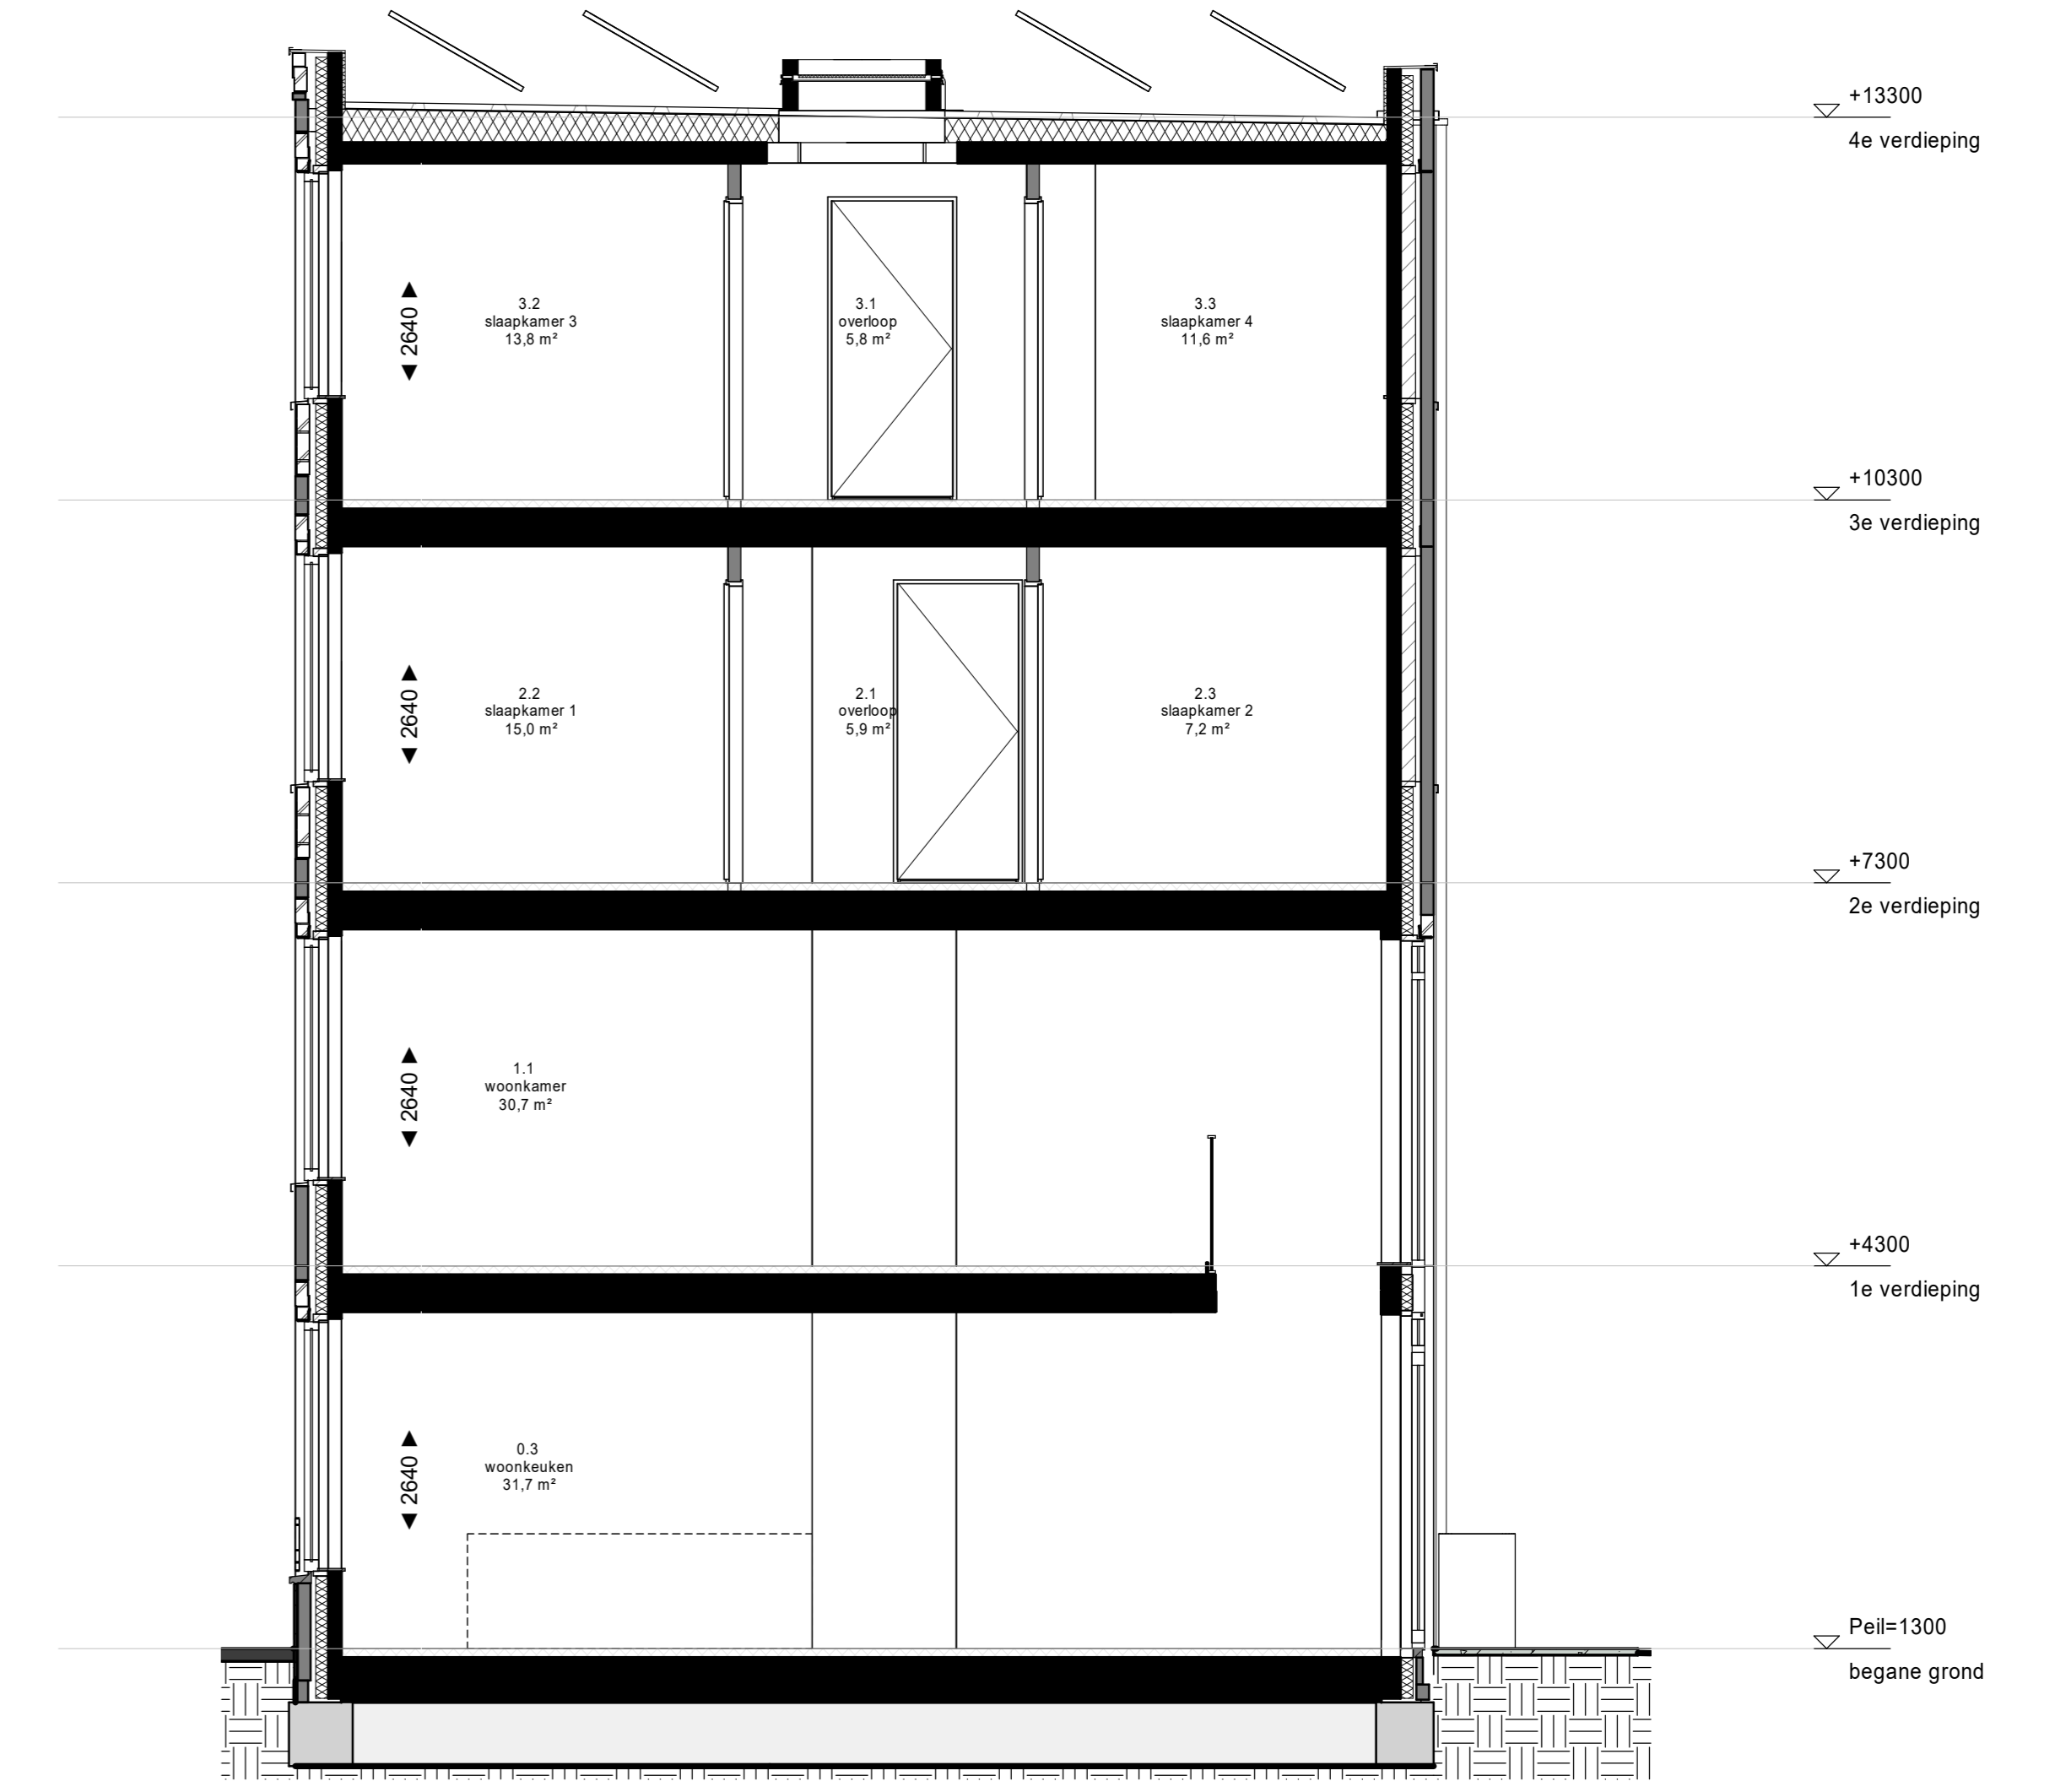 +13300
4e verdieping
3.2
slaapkamer 3
13,8 m²
2640
3.1
overloop
5,8 m²
3.3
slaapkamer 4
11,6 m²
+10300
3e verdieping
2.2
slaapkamer 1
15,0 m²
2640
2.1
overloop
5,9 m²
2.3
slaapkamer 2
7,2 m²
+7300
2e verdieping
1.1
woonkamer
30,7 m²
2640
+4300
1e verdieping
0.3
woonkeuken
31,7 m²
2640
Peil=1300
begane grond